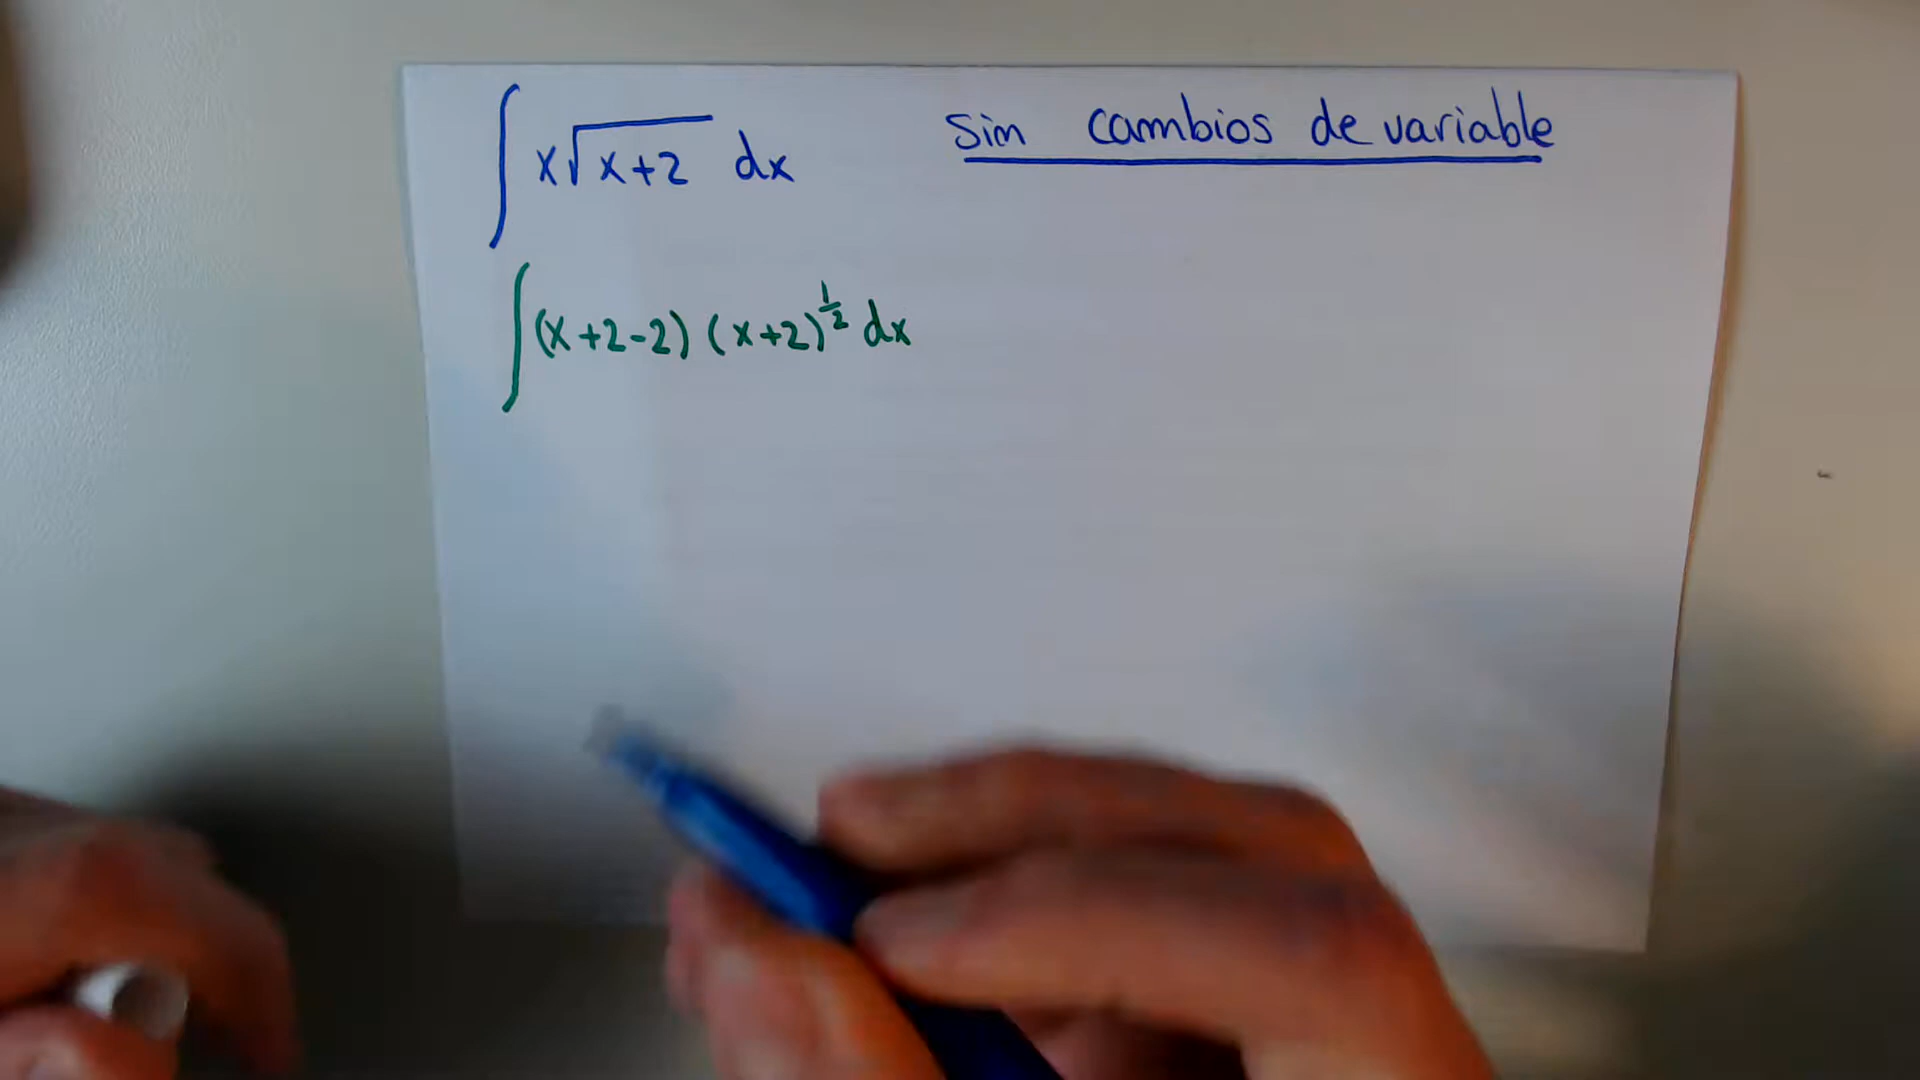 ∫ x√(x+2) dx sin cambios de variable
∫ (x+2-2) (x+2)^(1/2) dx